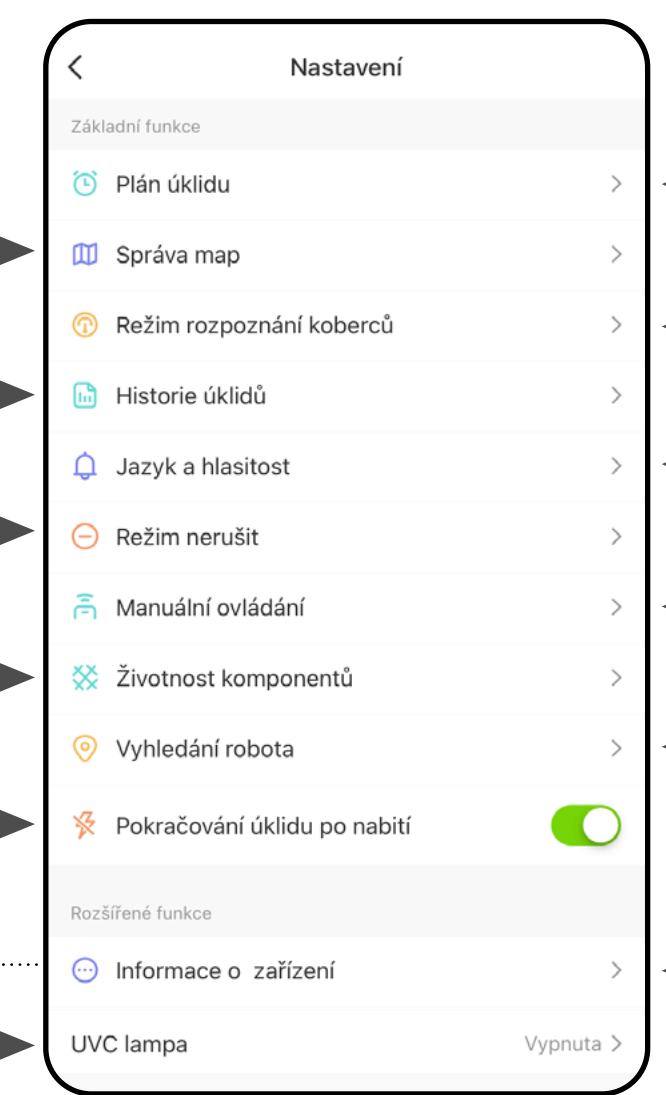 Nastavení
Základní funkce
Plán úklidu
Správa map
Režim rozpoznání koberců
Historie úklidů
Jazyk a hlasitost
Režim nerušit
Manuální ovládání
Životnost komponentů
Vyhledání robota
Pokračování úklidu po nabití
Rozšířené funkce
Informace o  zařízení
UVC lampa Vypnuta